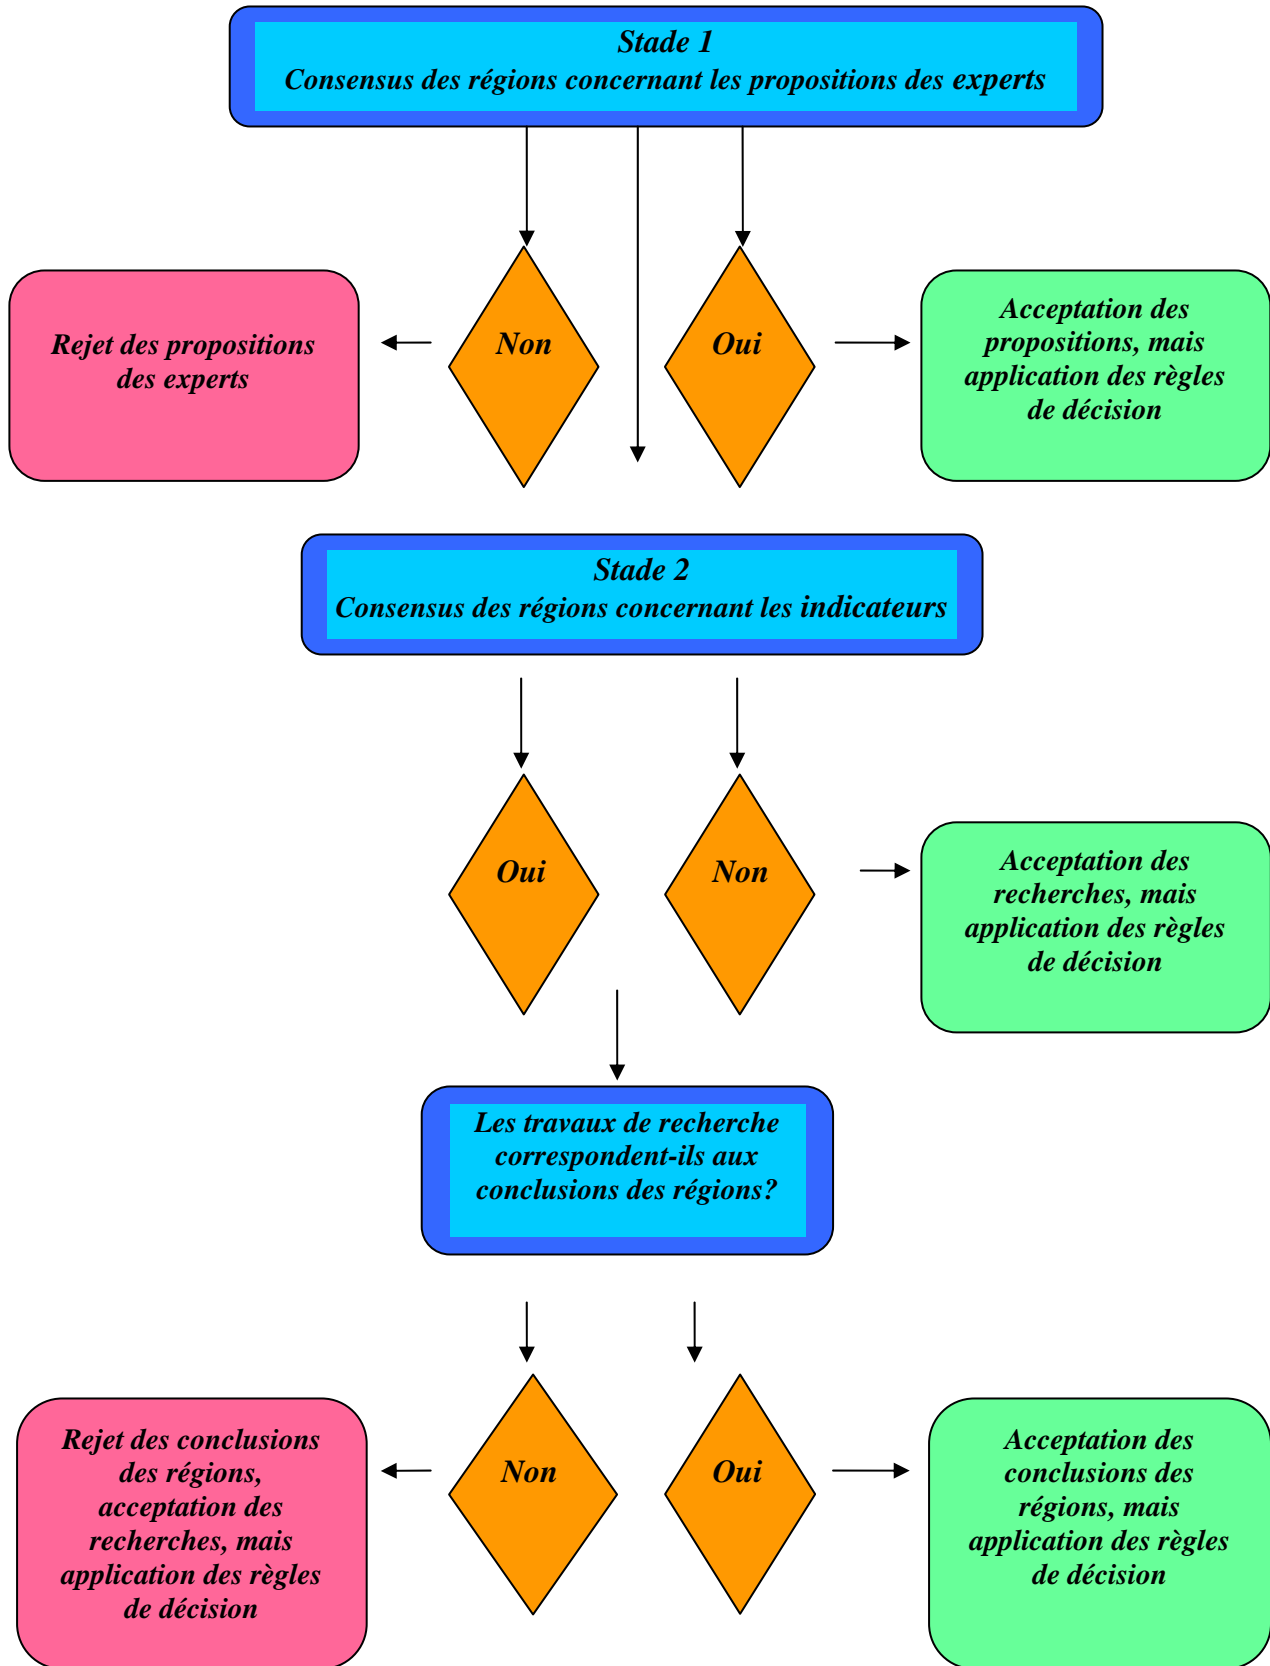 Stade 1
Consensus des régions concernant les propositions des experts
Rejet des propositions
des experts
Non
Oui
Acceptation des
propositions, mais
application des règles
de décision
Stade 2
Consensus des régions concernant les indicateurs
Oui
Non
Acceptation des
recherches, mais
application des règles
de décision
Les travaux de recherche
correspondent-ils aux
conclusions des régions?
Rejet des conclusions
des régions,
acceptation des
recherches, mais
application des règles
de décision
Non
Oui
Acceptation des
conclusions des
régions, mais
application des règles
de décision